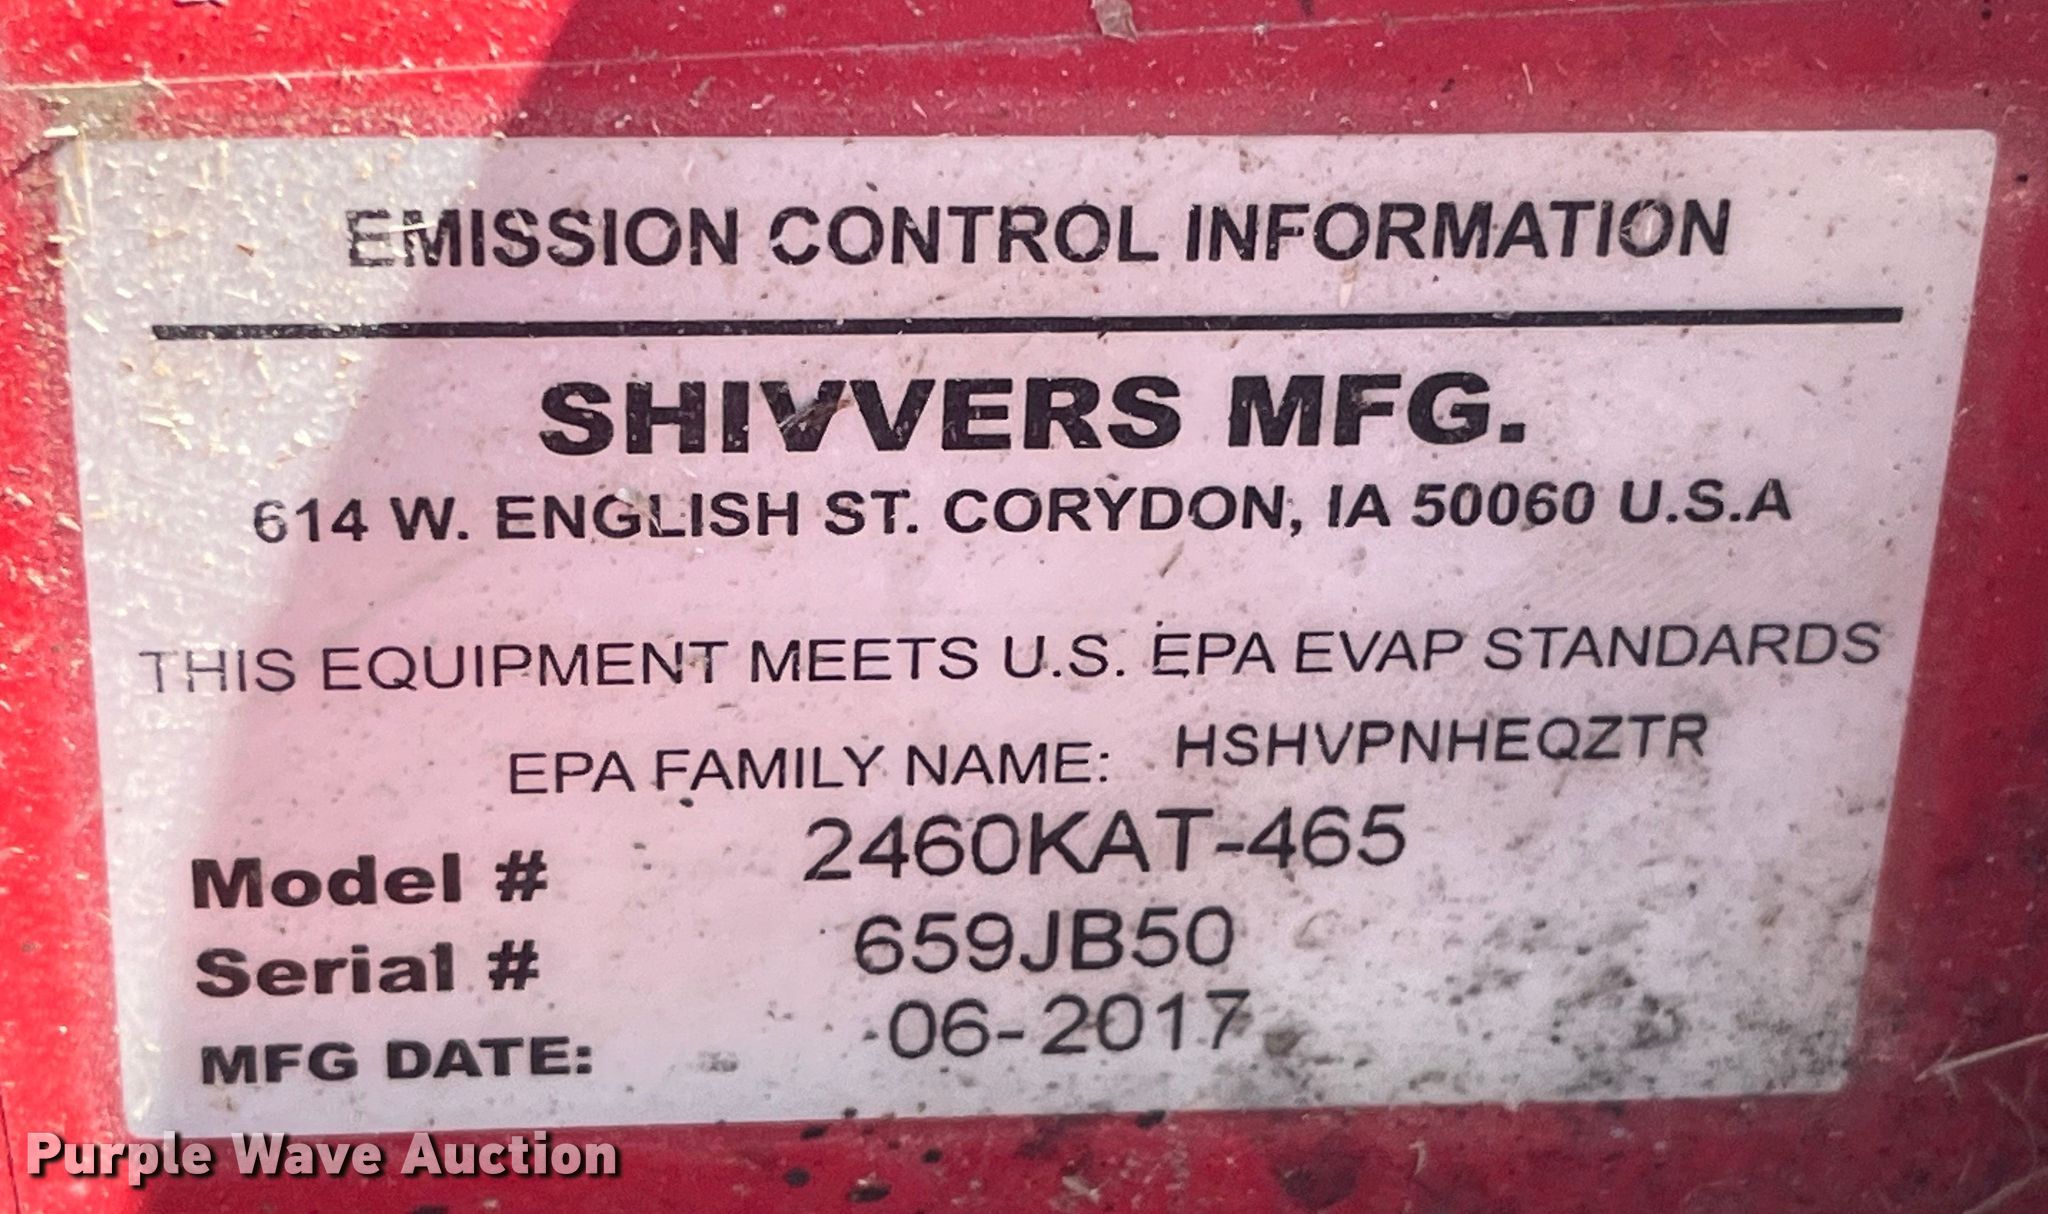 EMISSION CONTROL INFORMATION
SHIVVERS MFG.
614 W. ENGLISH ST. CORYDON, IA 50060 U.S.A
THIS EQUIPMENT MEETS U.S. EPA EVAP STANDARDS
EPA FAMILY NAME: HSHVPNHEQZTR
Model # 2460KAT-465
Serial # 659JB50
MFG DATE: 06-2017
Purple Wave Auction